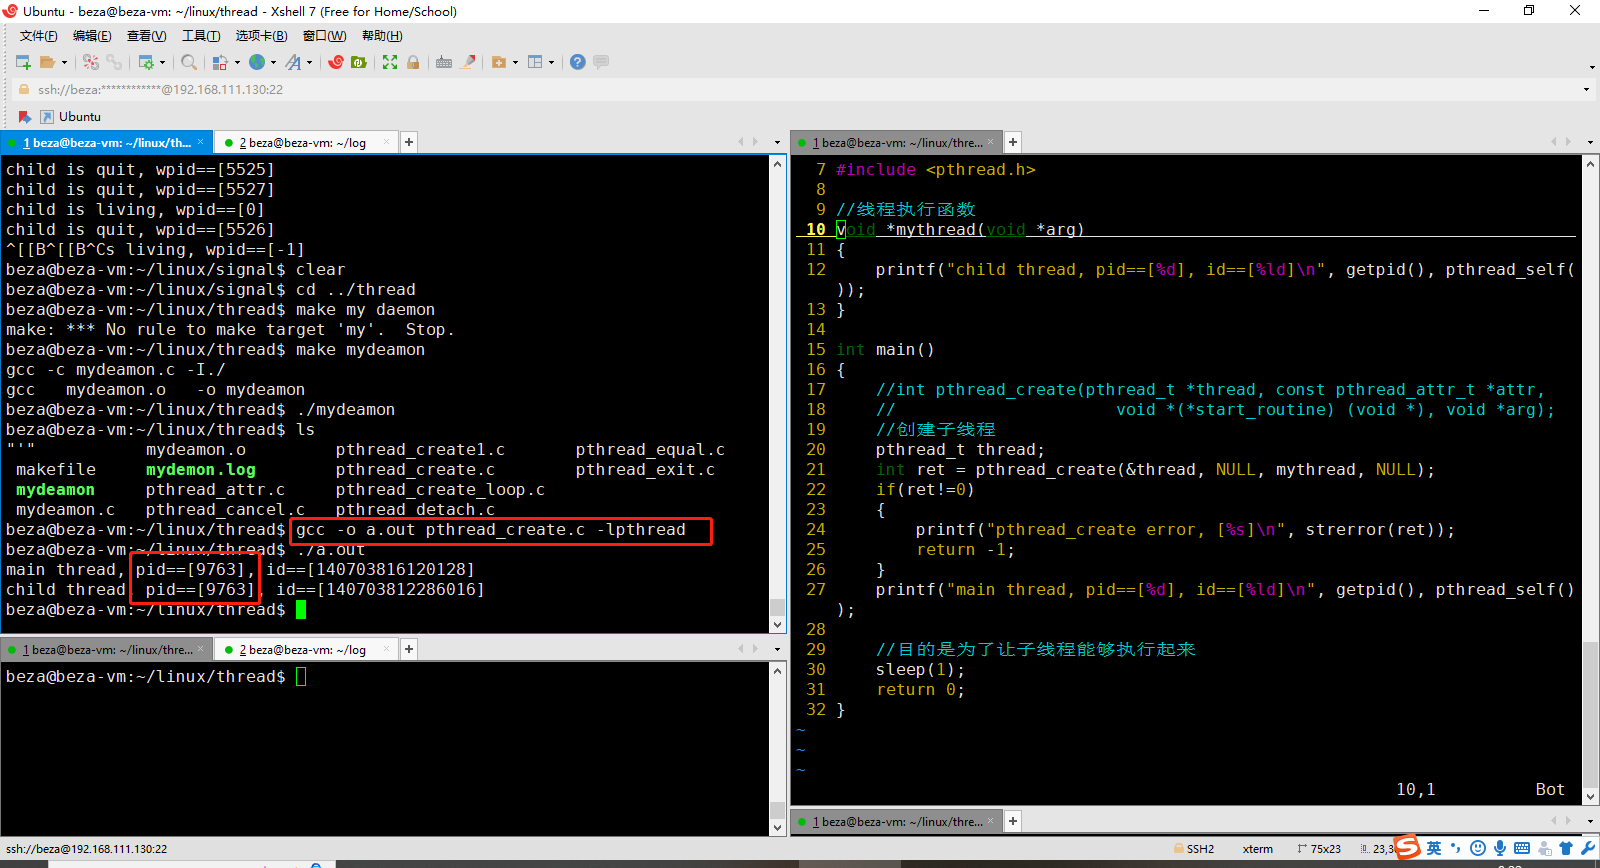 Ubuntu - beza@beza-vm: ~/linux/thread - Xshell 7 (Free for Home/School)
文件(F) 编辑(E) 查看(V) 工具(T) 选项卡(B) 窗口(W) 帮助(H)
ssh://beza:************@192.168.111.130:22
Ubuntu
1 beza@beza-vm: ~/linux/th... × 2 beza@beza-vm: ~/log × +
child is quit, wpid==[5525]
child is quit, wpid==[5527]
child is living, wpid==[0]
child is quit, wpid==[5526]
^[[B^[[B^Cs living, wpid==[-1]
beza@beza-vm:~/linux/signal$ clear
beza@beza-vm:~/linux/signal$ cd ../thread
beza@beza-vm:~/linux/thread$ make my daemon
make: *** No rule to make target 'my'.  Stop.
beza@beza-vm:~/linux/thread$ make mydeamon
gcc -c mydeamon.c -I./
gcc   mydeamon.o   -o mydeamon
beza@beza-vm:~/linux/thread$ ./mydeamon
beza@beza-vm:~/linux/thread$ ls
"'"           mydeamon.o         pthread_create1.c       pthread_equal.c
 makefile     mydemon.log        pthread_create.c        pthread_exit.c
 mydeamon     pthread_attr.c     pthread_create_loop.c
 mydeamon.c   pthread_cancel.c   pthread_detach.c
beza@beza-vm:~/linux/thread$ gcc -o a.out pthread_create.c -lpthread
beza@beza-vm:~/linux/thread$ ./a.out
main thread, pid==[9763], id==[140703816120128]
child thread, pid==[9763], id==[140703812286016]
beza@beza-vm:~/linux/thread$
1 beza@beza-vm: ~/linux/thre... × 2 beza@beza-vm: ~/log × +
beza@beza-vm:~/linux/thread$
1 beza@beza-vm: ~/linux/thre... × +
7 #include <pthread.h>
8
9 //线程执行函数
10 void *mythread(void *arg)
11 {
12     printf("child thread, pid==[%d], id==[%ld]\n", getpid(), pthread_self(
));
13 }
14
15 int main()
16 {
17     //int pthread_create(pthread_t *thread, const pthread_attr_t *attr,
18     //                      void *(*start_routine) (void *), void *arg);
19     //创建子线程
20     pthread_t thread;
21     int ret = pthread_create(&thread, NULL, mythread, NULL);
22     if(ret!=0)
23     {
24         printf("pthread_create error, [%s]\n", strerror(ret));
25         return -1;
26     }
27     printf("main thread, pid==[%d], id==[%ld]\n", getpid(), pthread_self()
);
28
29     //目的是为了让子线程能够执行起来
30     sleep(1);
31     return 0;
32 }
~
~
~
10,1 Bot
1 beza@beza-vm: ~/linux/thre... × +
ssh://beza@192.168.111.130:22 SSH2 xterm 75x23 23,3 英